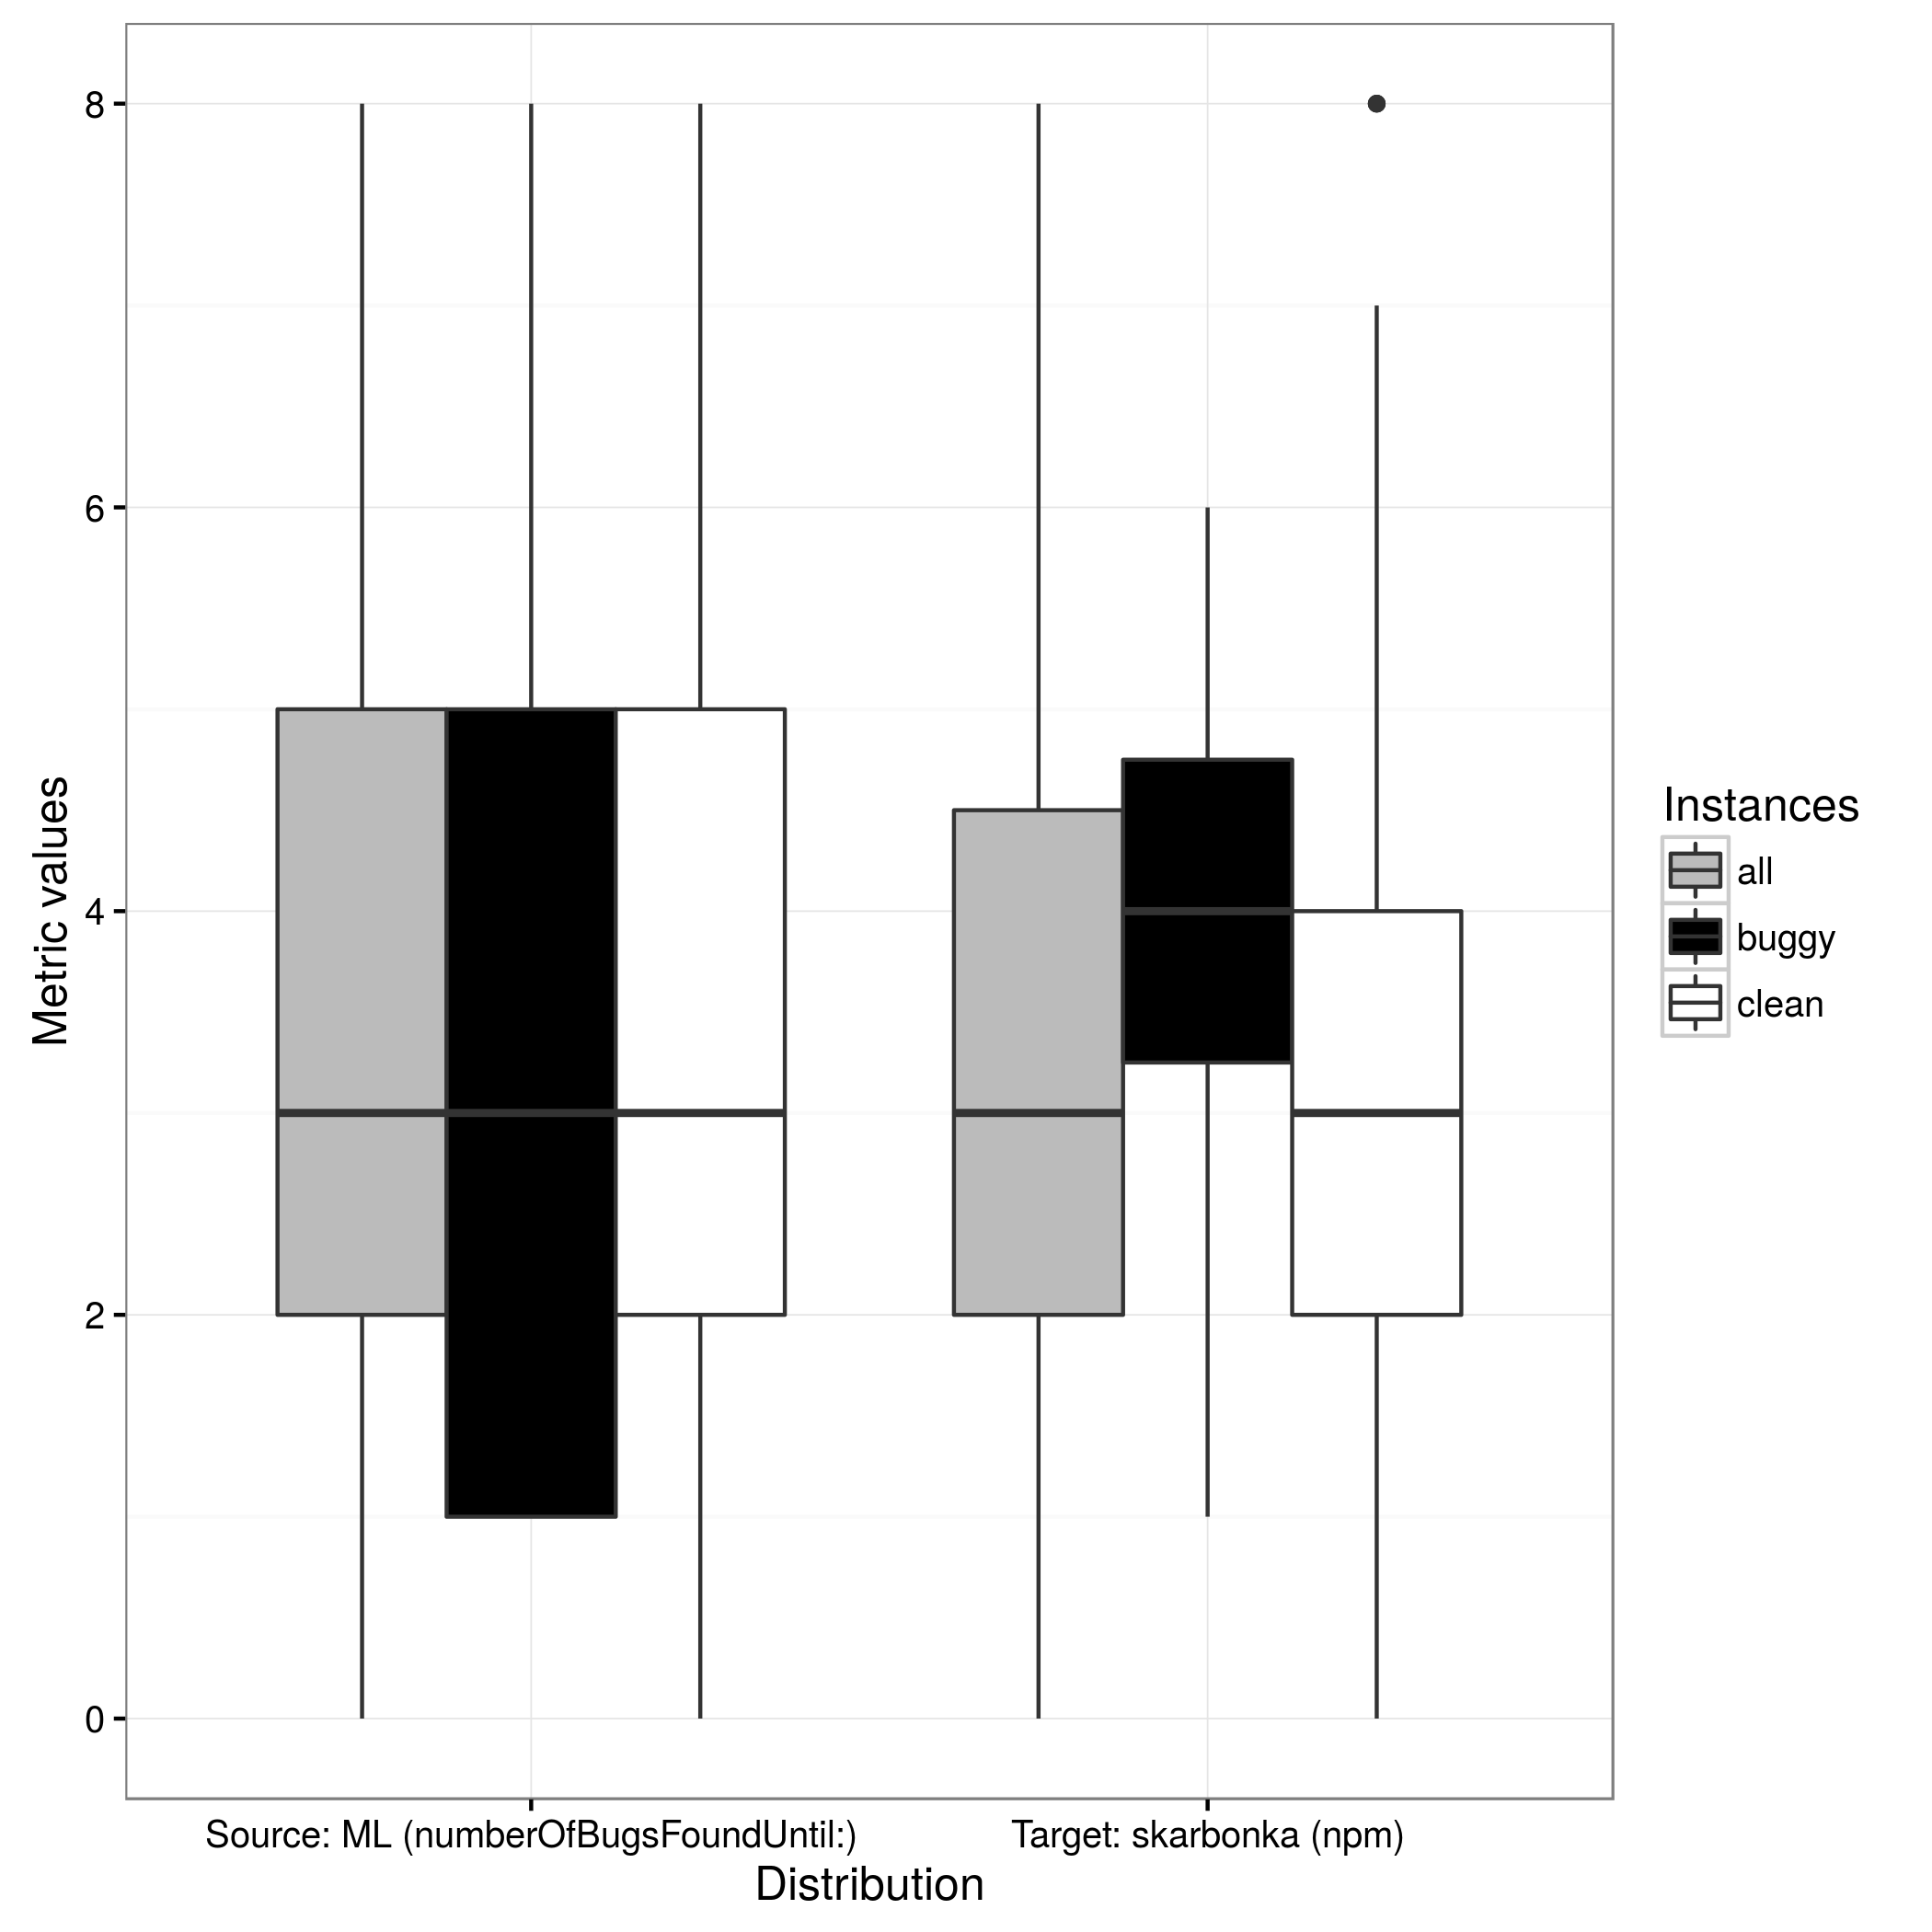 Metric values
8
6
4
2
0
Source: ML (numberOfBugsFoundUntil:)
Target: skarbonka (npm)
Distribution
Instances
all
buggy
clean